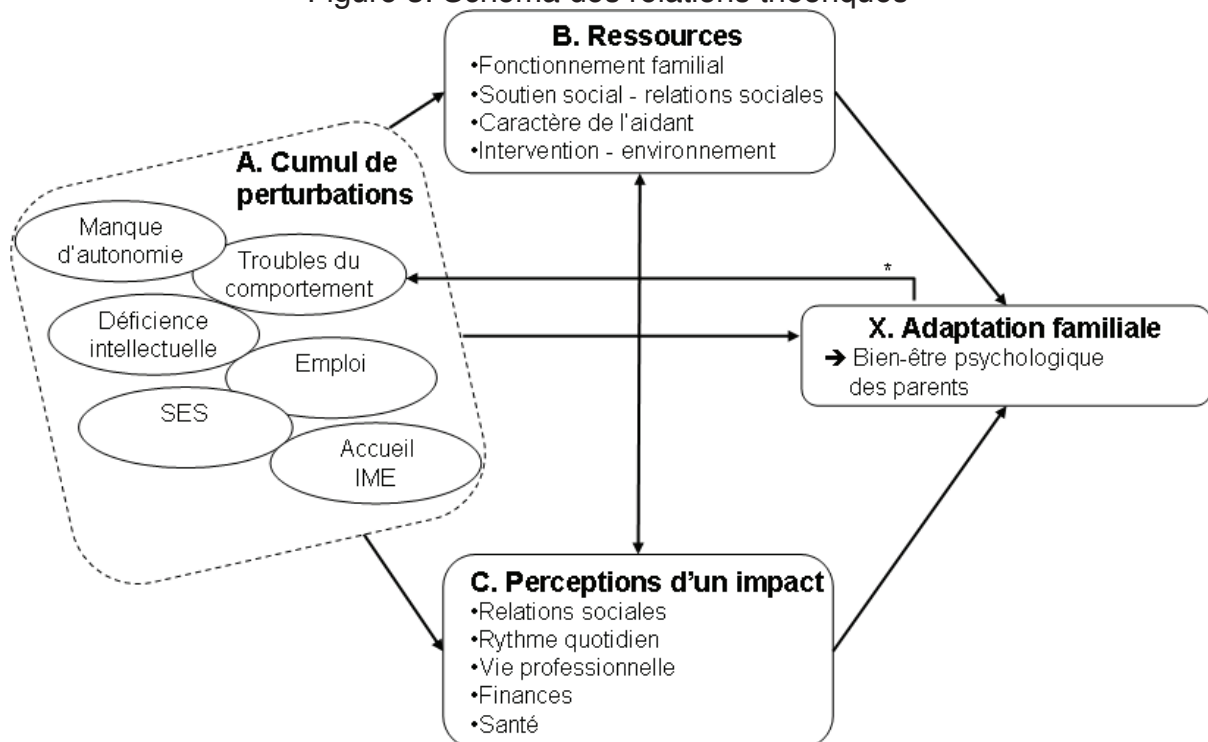 B. Ressources
•Fonctionnement familial
•Soutien social - relations sociales
•Caractère de l'aidant
•Intervention - environnement
A. Cumul de
perturbations
Manque
d'autonomie
Troubles du
comportement
Déficience
intellectuelle
Emploi
SES
Accueil
IME
*
X. Adaptation familiale
➔ Bien-être psychologique
des parents
C. Perceptions d'un impact
•Relations sociales
•Rythme quotidien
•Vie professionnelle
•Finances
•Santé